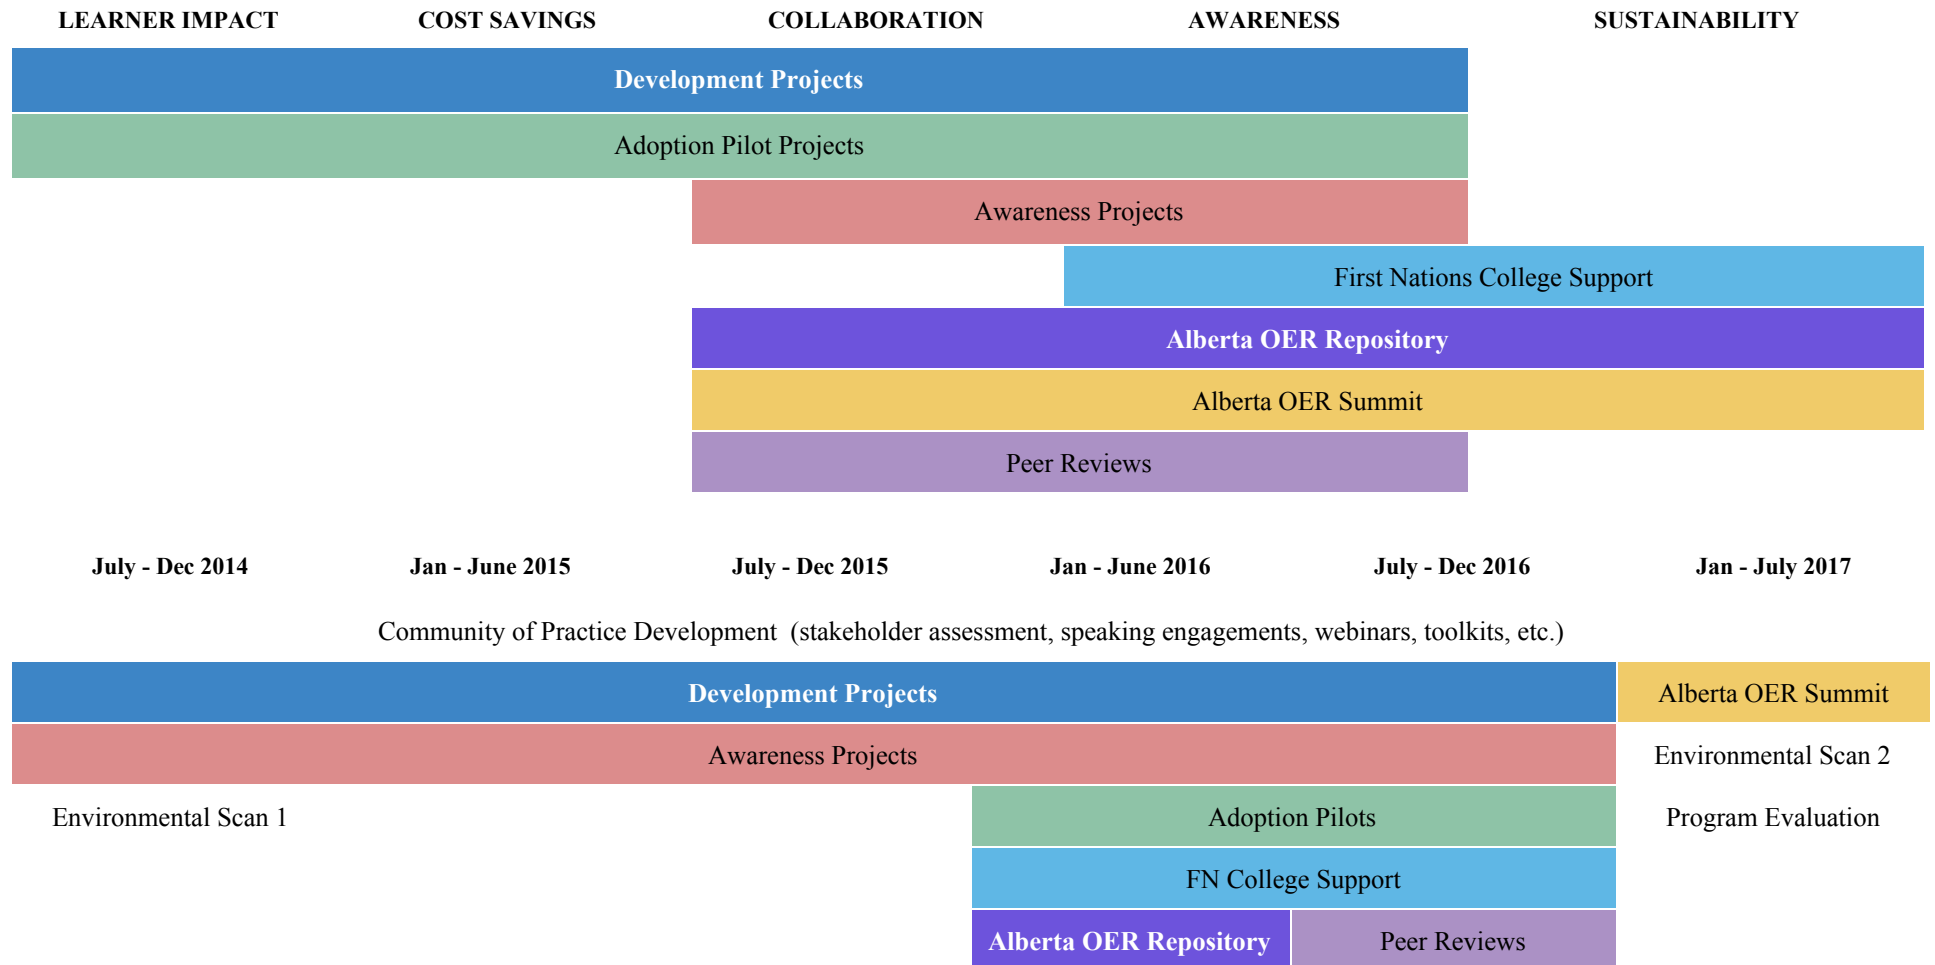 LEARNER IMPACT COST SAVINGS COLLABORATION AWARENESS SUSTAINABILITY
Development Projects
Adoption Pilot Projects
Awareness Projects
First Nations College Support
Alberta OER Repository
Alberta OER Summit
Peer Reviews
July - Dec 2014 Jan - June 2015 July - Dec 2015 Jan - June 2016 July - Dec 2016 Jan - July 2017
Community of Practice Development (stakeholder assessment, speaking engagements, webinars, toolkits, etc.)
Development Projects Alberta OER Summit
Awareness Projects Environmental Scan 2
Environmental Scan 1 Adoption Pilots Program Evaluation
FN College Support
Alberta OER Repository Peer Reviews